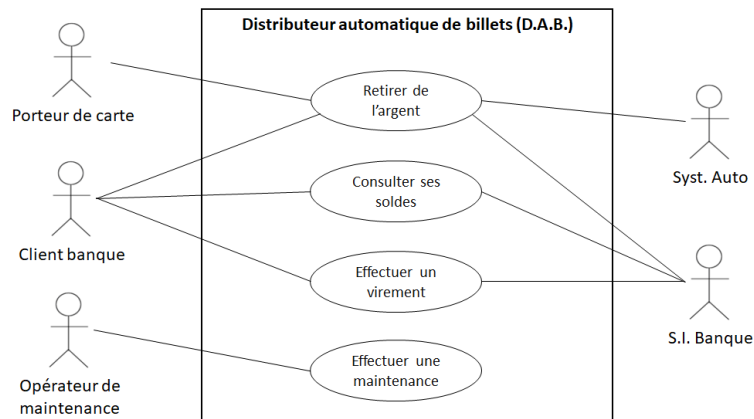 Distributeur automatique de billets (D.A.B.)
Porteur de carte
Client banque
Opérateur de
maintenance
Retirer de
l'argent
Consulter ses
soldes
Effectuer un
virement
Effectuer une
maintenance
Syst. Auto
S.I. Banque